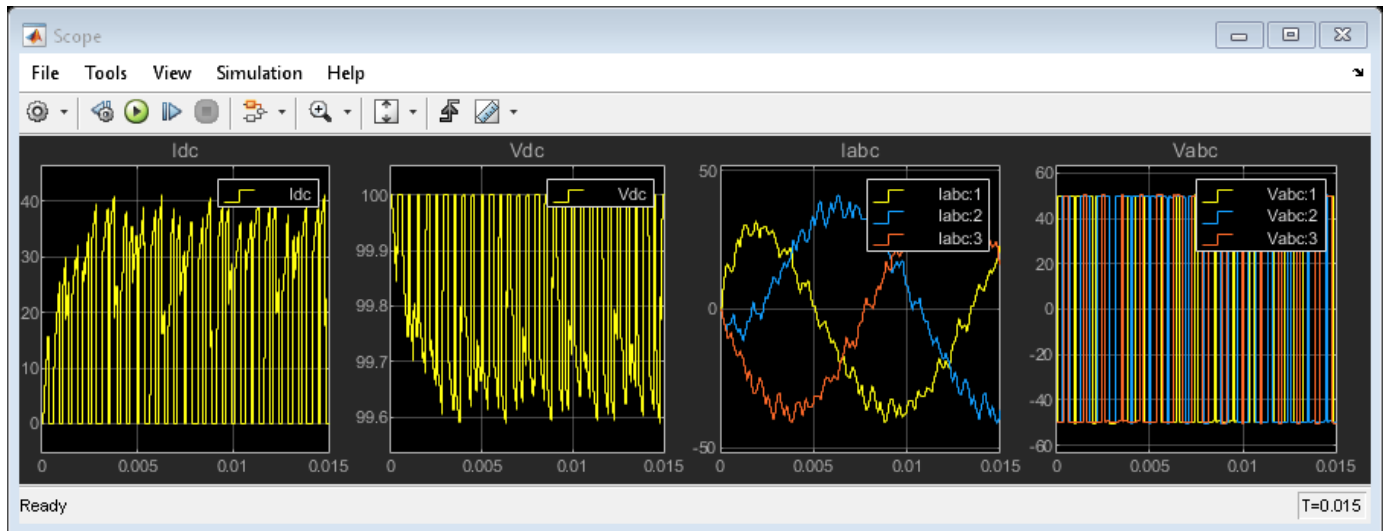 Scope
File Tools View Simulation Help
Idc
Idc
40
30
20
10
0
0 0.005 0.01 0.015
Vdc
Vdc
100
99.9
99.8
99.7
99.6
0 0.005 0.01 0.015
Iabc
Iabc:1
Iabc:2
Iabc:3
50
0
-50
0 0.005 0.01 0.015
Vabc
Vabc:1
Vabc:2
Vabc:3
60
40
20
0
-20
-40
-60
0 0.005 0.01 0.015
Ready T=0.015